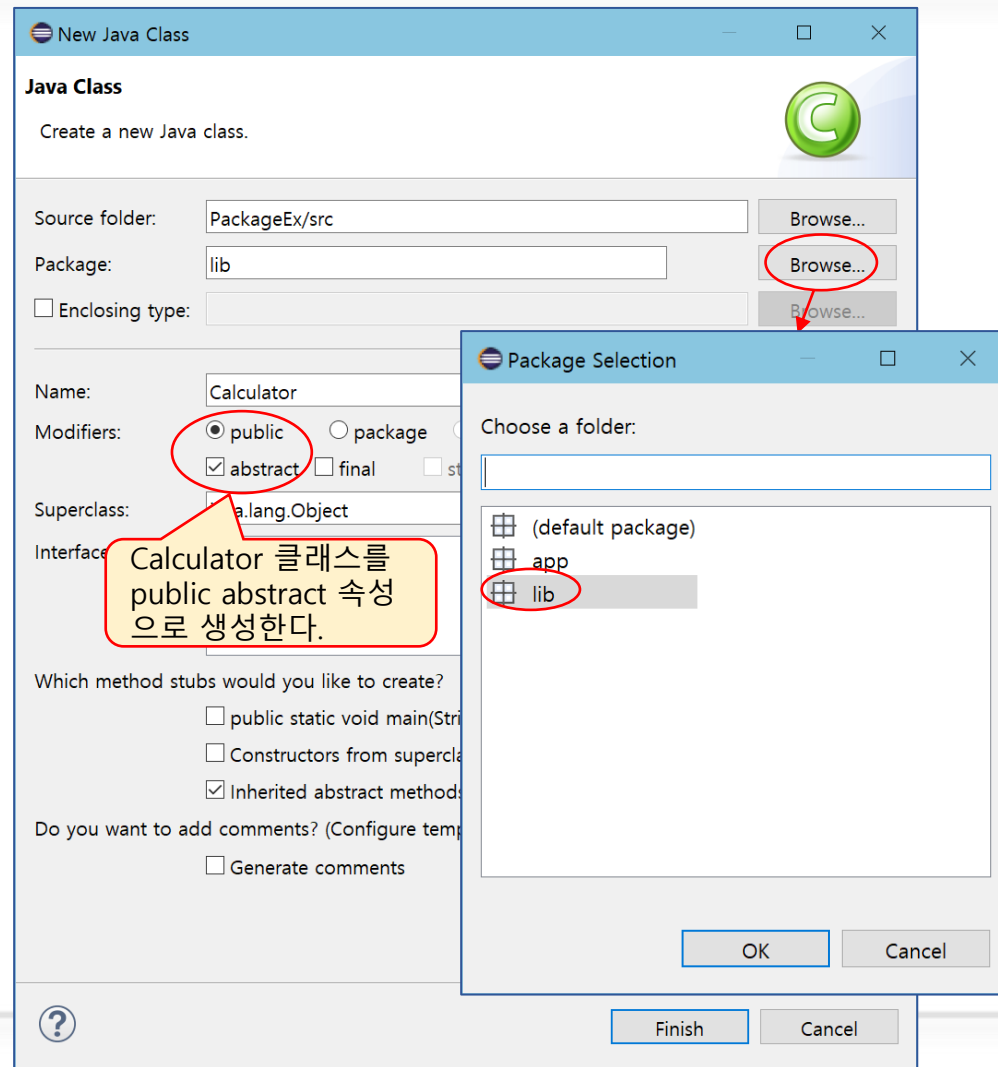 New Java Class
Java Class
Create a new Java class.
Source folder: PackageEx/src Browse...
Package: lib Browse...
Enclosing type: Browse...
Name: Calculator
Modifiers: public package
abstract final st
Superclass: a.lang.Object
Interface
Calculator 클래스를
public abstract 속성
으로 생성한다.
Which method stubs would you like to create?
public static void main(Stri
Constructors from supercla
Inherited abstract methods
Do you want to add comments? (Configure temp
Generate comments
Finish Cancel
Package Selection
Choose a folder:
(default package)
app
lib
OK Cancel